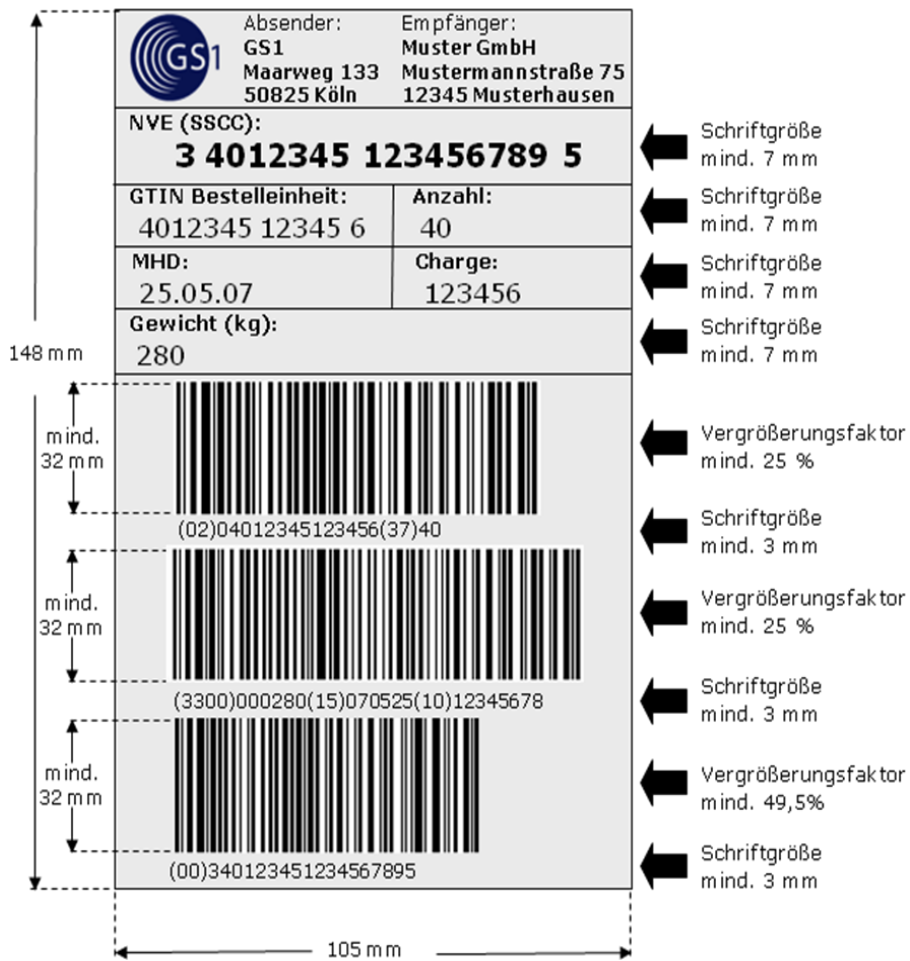 GS1
Absender:
GS1
Maarweg 133
50825 Köln
Empfänger:
Muster GmbH
Mustermannstraße 75
12345 Musterhausen
NVE (SSCC):
3 4012345 123456789 5
Schriftgröße
mind. 7 mm
GTIN Bestelleinheit:
4012345 12345 6
Anzahl:
40
Schriftgröße
mind. 7 mm
MHD:
25.05.07
Charge:
123456
Schriftgröße
mind. 7 mm
Gewicht (kg):
280
Schriftgröße
mind. 7 mm
148 mm
mind.
32 mm
Vergrößerungsfaktor
mind. 25 %
(02)04012345123456(37)40
Schriftgröße
mind. 3 mm
mind.
32 mm
Vergrößerungsfaktor
mind. 25 %
(3300)000280(15)070525(10)12345678
Schriftgröße
mind. 3 mm
mind.
32 mm
Vergrößerungsfaktor
mind. 49,5%
(00)340123451234567895
Schriftgröße
mind. 3 mm
105 mm